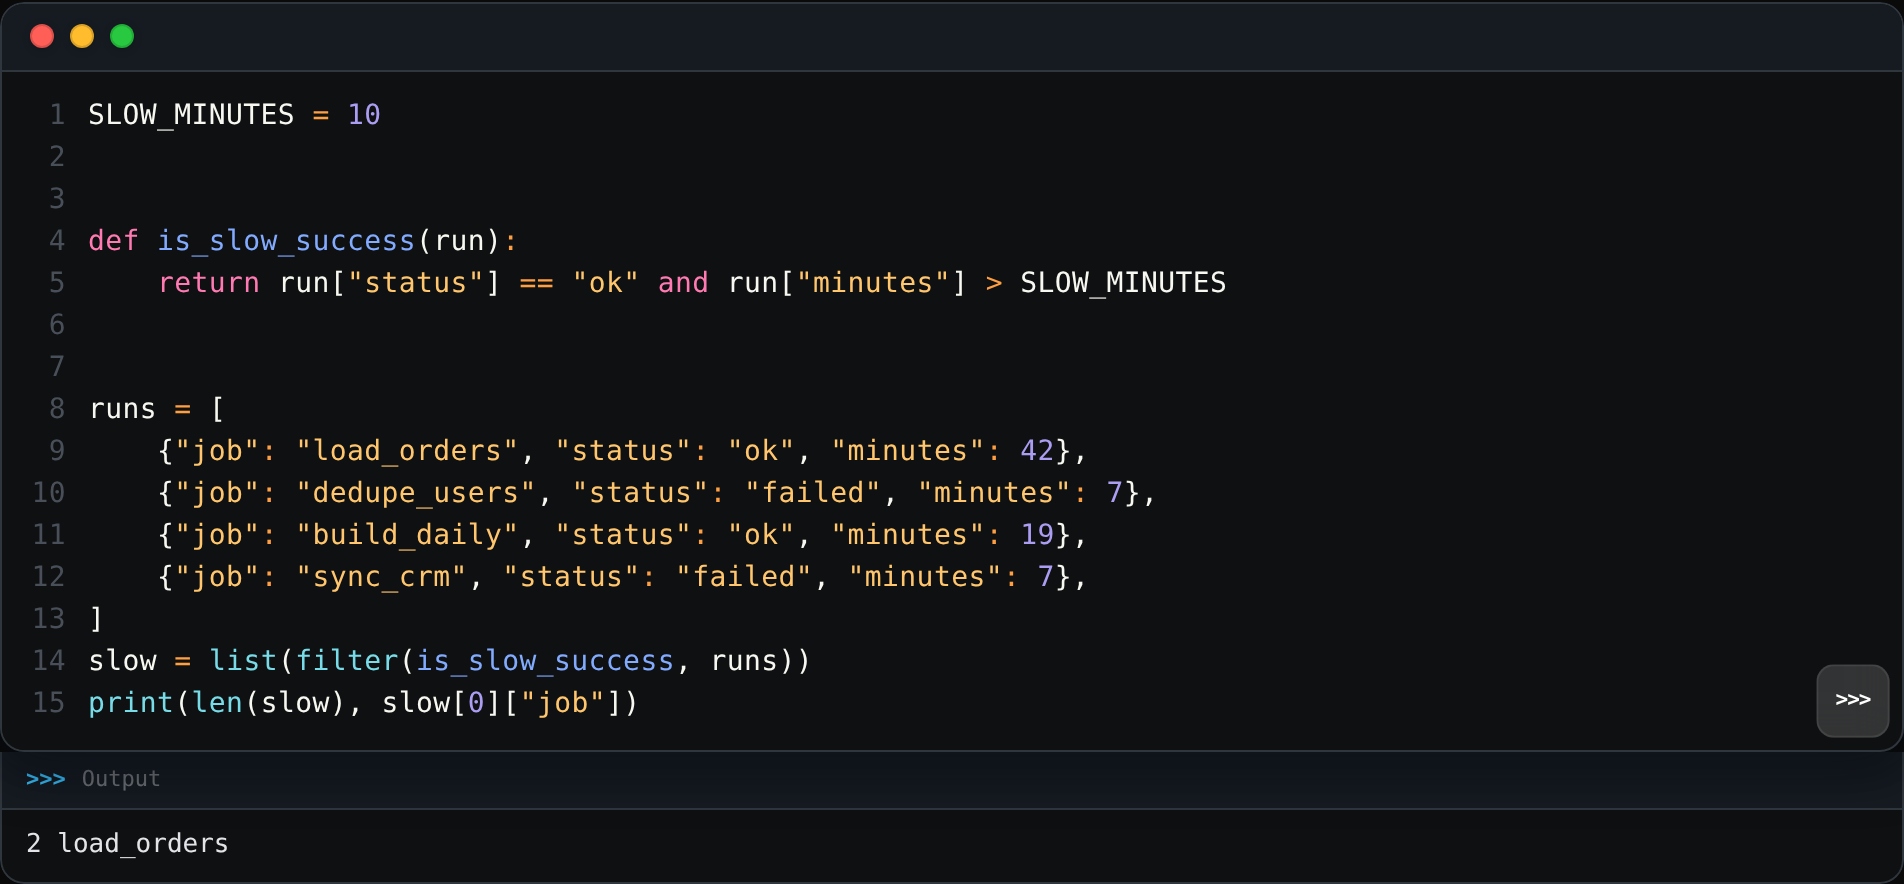 1 SLOW_MINUTES = 10
2
3
4 def is_slow_success(run):
5     return run["status"] == "ok" and run["minutes"] > SLOW_MINUTES
6
7
8 runs = [
9     {"job": "load_orders", "status": "ok", "minutes": 42},
10     {"job": "dedupe_users", "status": "failed", "minutes": 7},
11     {"job": "build_daily", "status": "ok", "minutes": 19},
12     {"job": "sync_crm", "status": "failed", "minutes": 7},
13 ]
14 slow = list(filter(is_slow_success, runs))
15 print(len(slow), slow[0]["job"])
>>>
>>> Output
2 load_orders